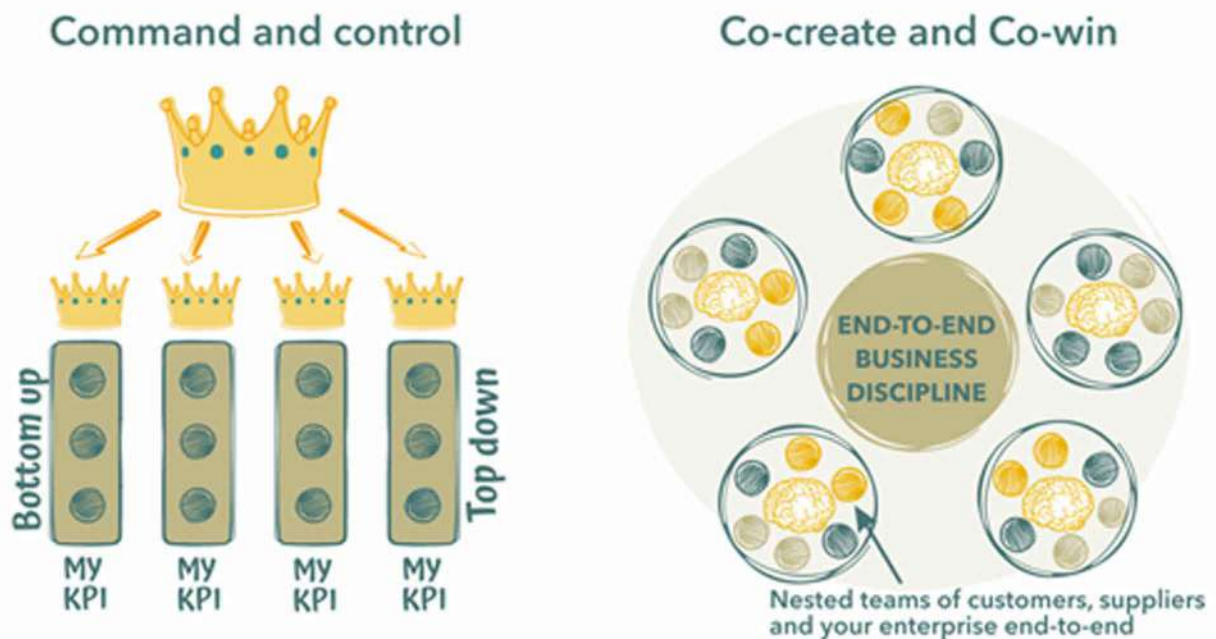 Command and control
Co-create and Co-win
Bottom up
Top down
My
KPI
My
KPI
My
KPI
My
KPI
END-TO-END
BUSINESS
DISCIPLINE
Nested teams of customers, suppliers
and your enterprise end-to-end